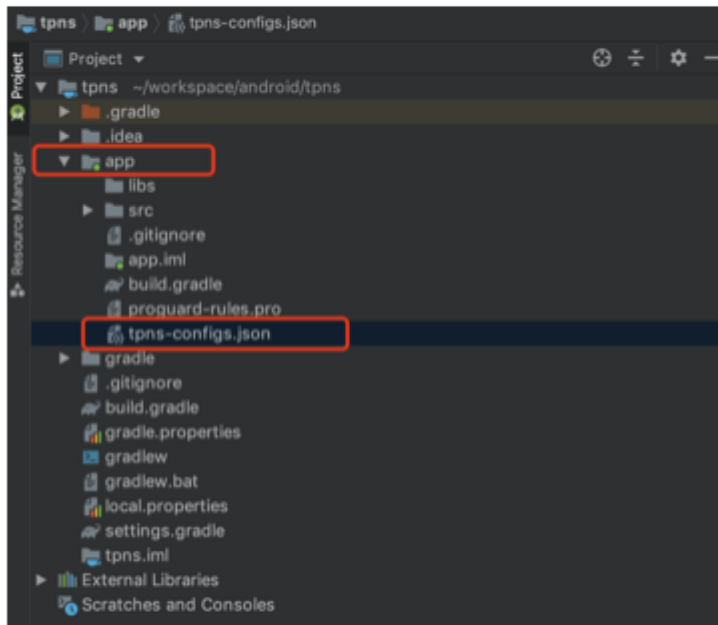 tpns app tpns-configs.json
Project
tpns ~/workspace/android/tpns
.gradle
.idea
app
libs
src
.gitignore
app.iml
build.gradle
proguard-rules.pro
tpns-configs.json
gradle
.gitignore
build.gradle
gradle.properties
gradlew
gradlew.bat
local.properties
settings.gradle
tpns.iml
External Libraries
Scratches and Consoles
Project
Resource Manager